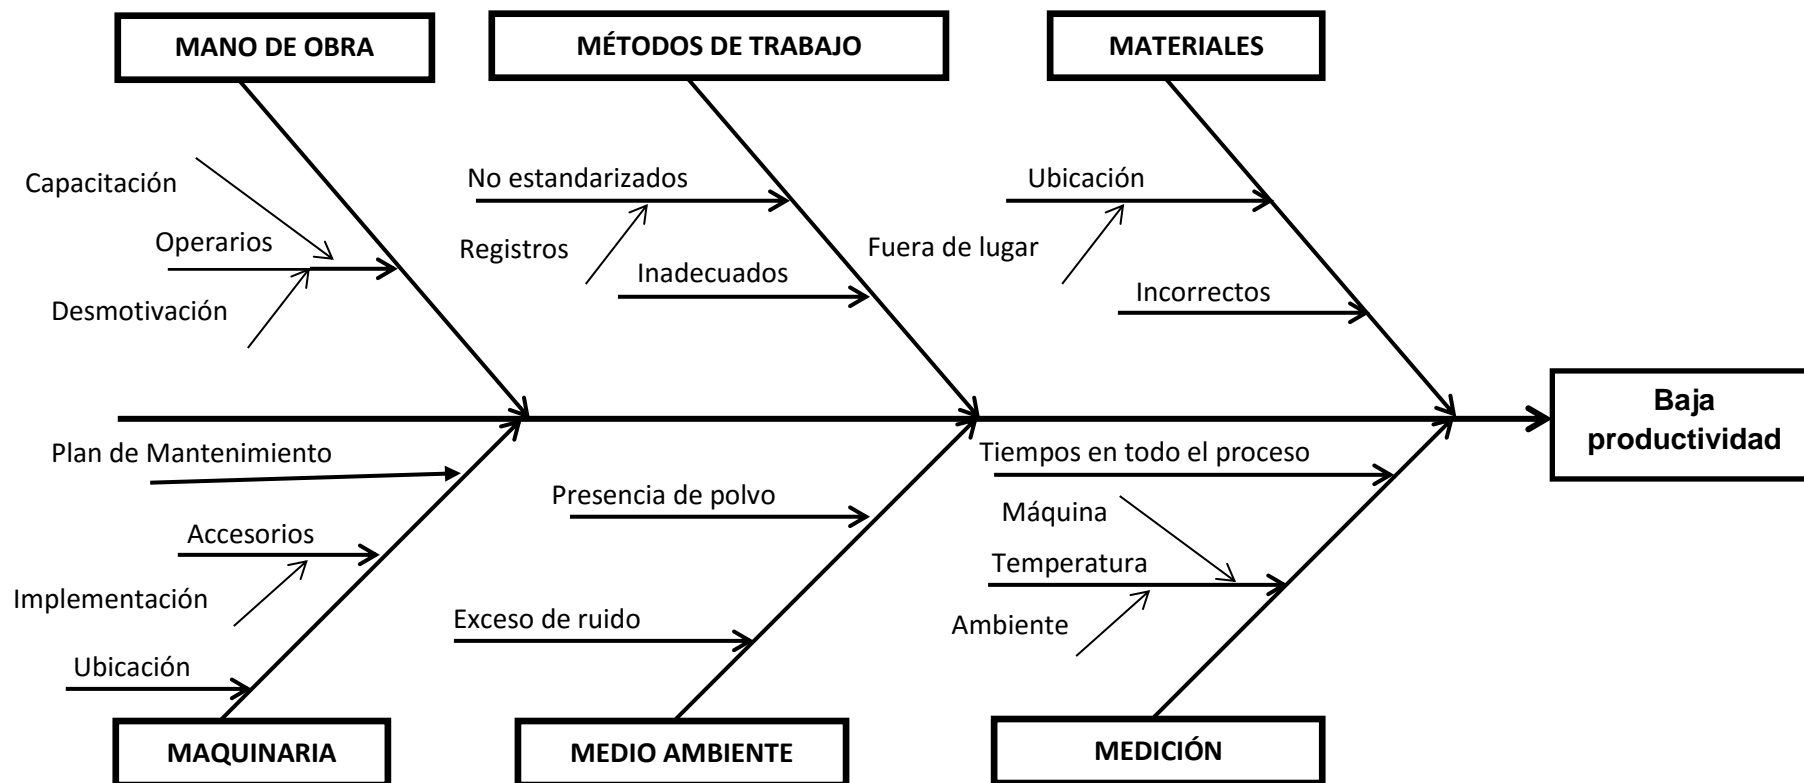 MANO DE OBRA
MÉTODOS DE TRABAJO
MATERIALES
Capacitación
Operarios
Desmotivación
No estandarizados
Registros
Inadecuados
Ubicación
Fuera de lugar
Incorrectos
Baja
productividad
Plan de Mantenimiento
Accesorios
Implementación
Ubicación
Presencia de polvo
Exceso de ruido
Tiempos en todo el proceso
Máquina
Temperatura
Ambiente
MAQUINARIA
MEDIO AMBIENTE
MEDICIÓN